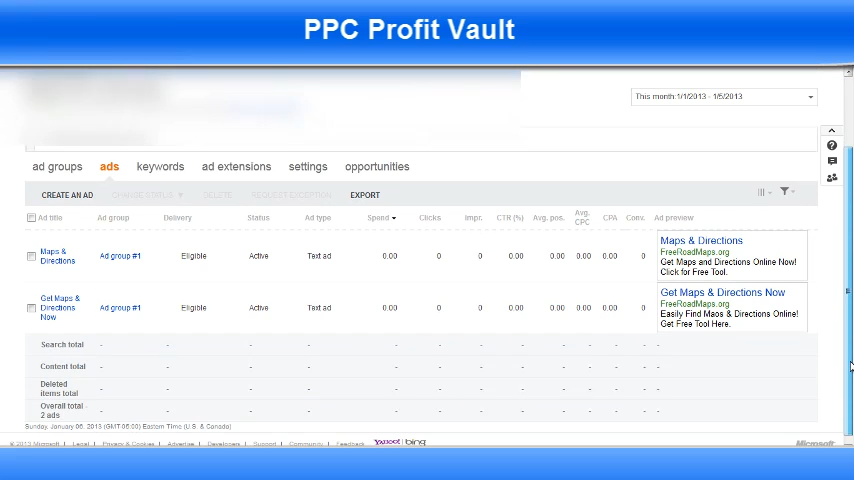 PPC Profit Vault
This month:1/1/2013 - 1/5/2013
ad groups ads keywords ad extensions settings opportunities
CREATE AN AD CHANGE STATUS DELETE REQUEST EXCEPTION EXPORT
Ad title Ad group Delivery Status Ad type Spend Clicks Impr. CTR (%) Avg. pos. Avg. CPC CPA Conv. Ad preview
Maps & Directions Ad group #1 Eligible Active Text ad 0.00 0 0 0.00 0.00 0.00 0.00 0
Maps & Directions
FreeRoadMaps.org
Get Maps and Directions Online Now!
Click for Free Tool.
Get Maps & Directions Now Ad group #1 Eligible Active Text ad 0.00 0 0 0.00 0.00 0.00 0.00 0
Get Maps & Directions Now
FreeRoadMaps.org
Easily Find Maos & Directions Online!
Get Free Tool Here.
Search total - - - - - - - - - - - -
Content total - - - - - - - - - - - -
Deleted items total - - - - - - - - - - - -
Overall total - 2 ads - - - - - - - - - - - -
Sunday, January 06, 2013 (GMT-05:00) Eastern Time (U.S. & Canada)
© 2013 Microsoft | Legal | Privacy & Cookies | Advertise | Developers | Support | Community | Feedback YAHOO! bing Microsoft